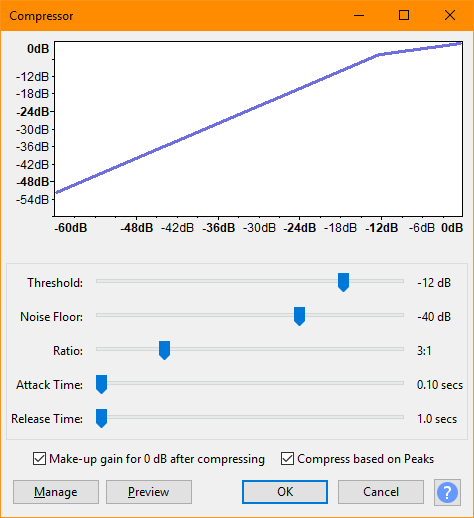 Compressor
0dB
-12dB
-18dB
-24dB
-30dB
-36dB
-42dB
-48dB
-54dB
-60dB -48dB -42dB -36dB -30dB -24dB -18dB -12dB 0dB
Threshold: -12 dB
Noise Floor: -40 dB
Ratio: 3:1
Attack Time: 0.10 secs
Release Time: 1.0 secs
Make-up gain for 0 dB after compressing Compress based on Peaks
Manage Preview OK Cancel ?